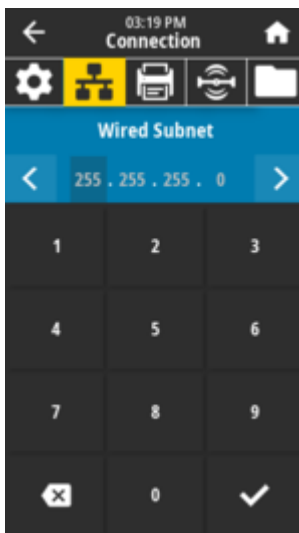 03:19 PM
Connection
Wired Subnet
255 . 255 . 255 . 0
1 2 3
4 5 6
7 8 9
0